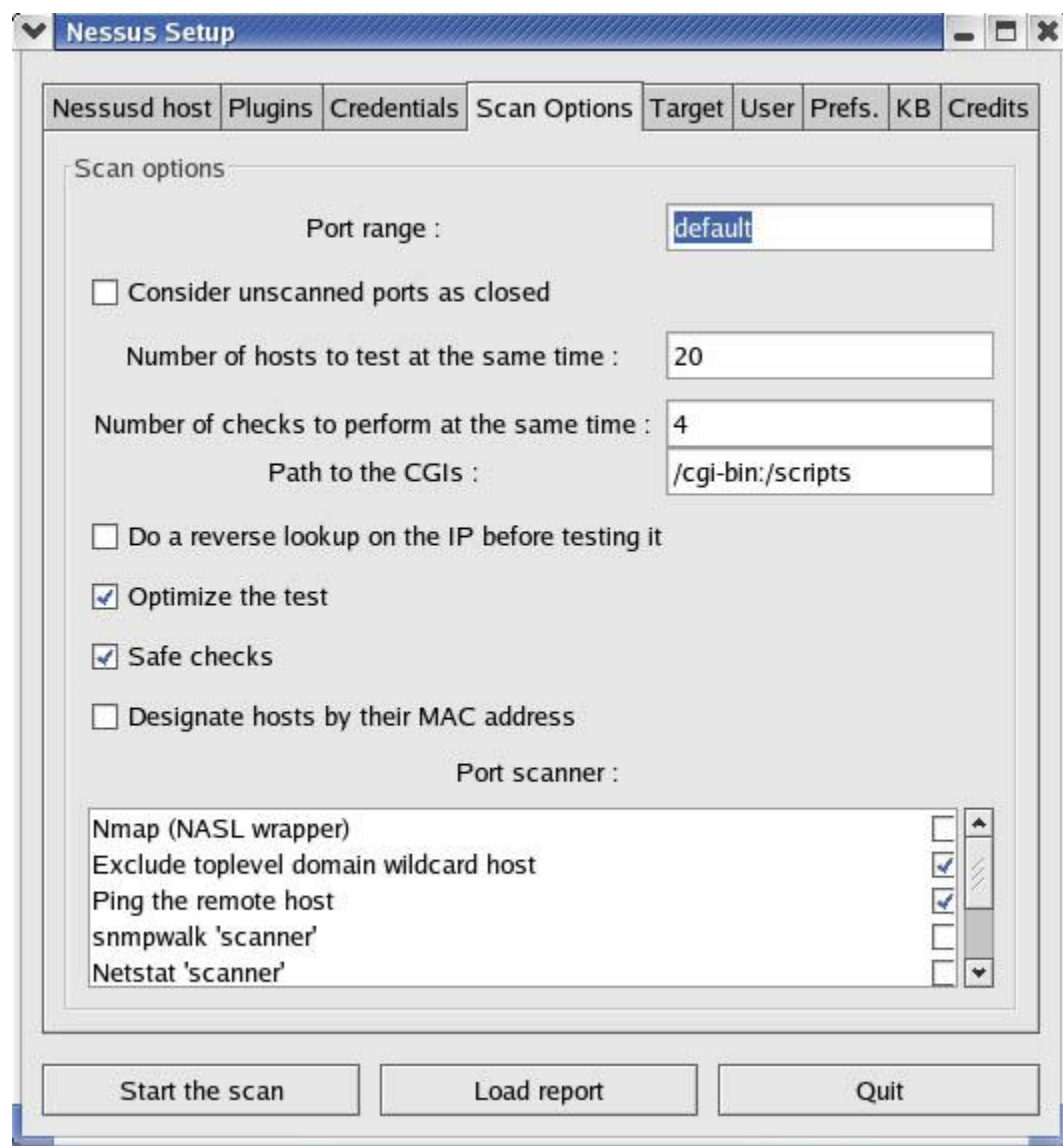 Nessus Setup
Nessusd host Plugins Credentials Scan Options Target User Prefs. KB Credits
Scan options
Port range : default
Consider unscanned ports as closed
Number of hosts to test at the same time : 20
Number of checks to perform at the same time : 4
Path to the CGIs : /cgi-bin:/scripts
Do a reverse lookup on the IP before testing it
Optimize the test
Safe checks
Designate hosts by their MAC address
Port scanner :
Nmap (NASL wrapper)
Exclude toplevel domain wildcard host
Ping the remote host
snmpwalk 'scanner'
Netstat 'scanner'
Start the scan Load report Quit